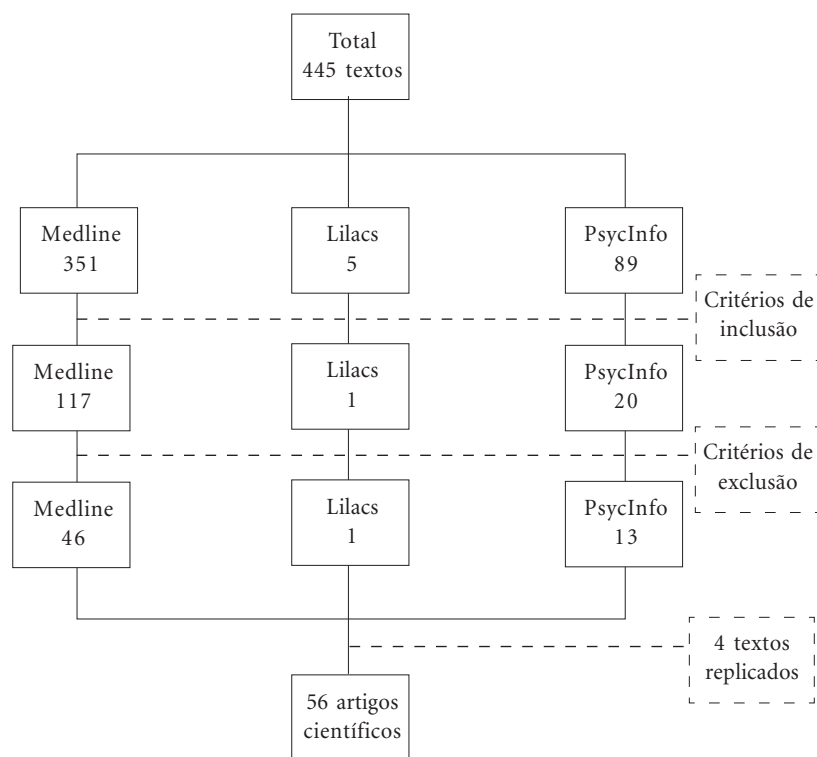 Total
445 textos
Medline
351
Lilacs
5
PsycInfo
89
Critérios de
inclusão
Medline
117
Lilacs
1
PsycInfo
20
Critérios de
exclusão
Medline
46
Lilacs
1
PsycInfo
13
4 textos
replicados
56 artigos
científicos